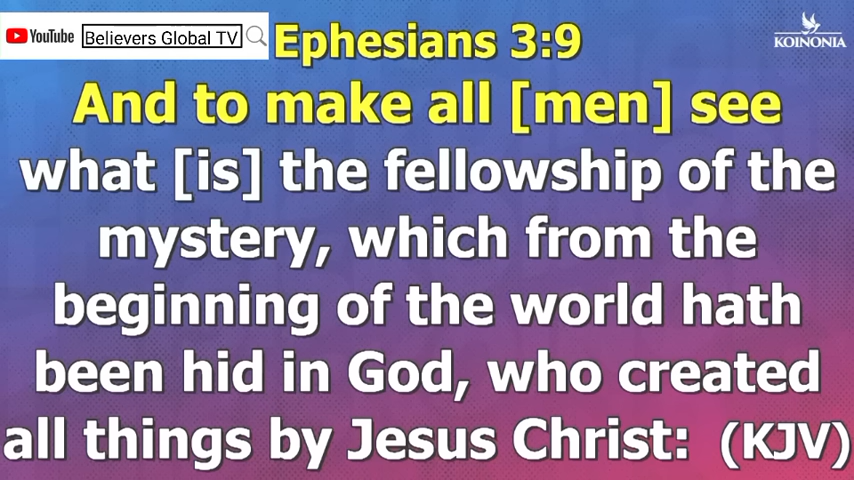 YouTube Believers Global TV
Ephesians 3:9
KOINONIA
And to make all [men] see
what [is] the fellowship of the
mystery, which from the
beginning of the world hath
been hid in God, who created
all things by Jesus Christ: (KJV)